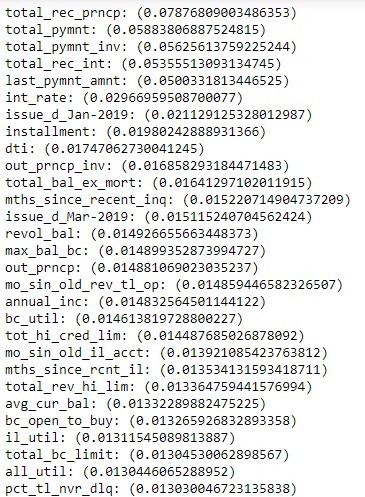 total_rec_prncp: (0.07876809003486353)
total_pymnt: (0.05883806887524815)
total_pymnt_inv: (0.05625613759225244)
total_rec_int: (0.05355513093134745)
last_pymnt_amnt: (0.0500331813446525)
int_rate: (0.02966959508700077)
issue_d_Jan-2019: (0.021129125328012987)
installment: (0.01980242888931366)
dti: (0.01747062730041245)
out_prncp_inv: (0.016858293184471483)
total_bal_ex_mort: (0.01641297102011915)
mths_since_recent_inq: (0.015220714904737209)
issue_d_Mar-2019: (0.015115240704562424)
revol_bal: (0.014926655663448373)
max_bal_bc: (0.014899352873994727)
out_prncp: (0.014881069023035237)
mo_sin_old_rev_tl_op: (0.014859446582326507)
annual_inc: (0.014832564501144122)
bc_util: (0.014613819728800227)
tot_hi_cred_lim: (0.014487685026878092)
mo_sin_old_il_acct: (0.013921085423763812)
mths_since_rcnt_il: (0.013534131593418711)
total_rev_hi_lim: (0.013364759441576994)
avg_cur_bal: (0.01332289882475225)
bc_open_to_buy: (0.013265926832893358)
il_util: (0.01311545089813887)
total_bc_limit: (0.01304530062898567)
all_util: (0.0130446065288952)
pct_tl_nvr_dlq: (0.013030046723135838)